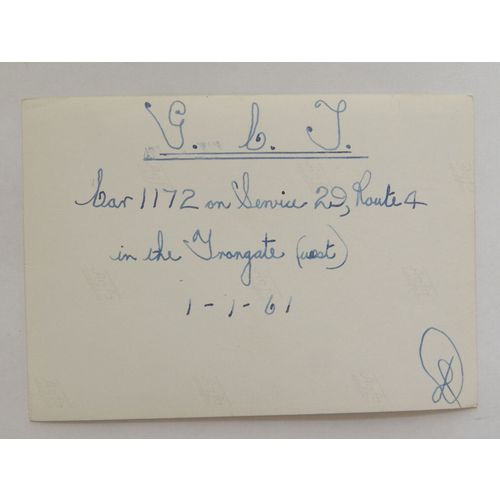 G. C. T.
Car 1172 on Service 29, Route 4
in the Trongate (west)
1-1-61